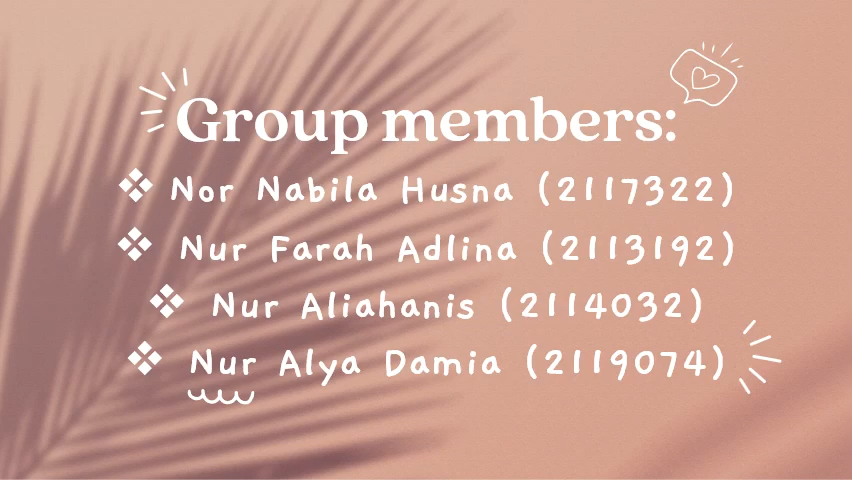 Group members:
❖ Nor Nabila Husna (2117322)
❖ Nur Farah Adlina (2113192)
❖ Nur Aliahanis (2114032)
❖ Nur Alya Damia (2119074)